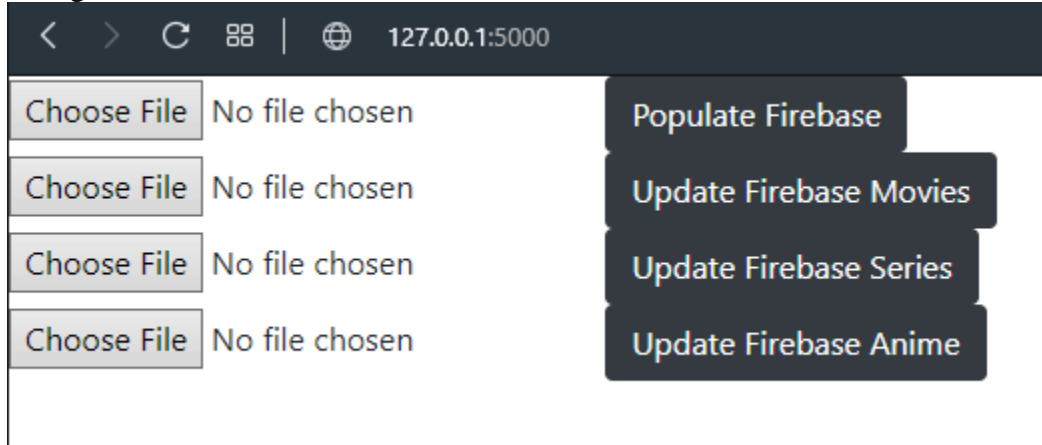 127.0.0.1:5000
Choose File No file chosen Populate Firebase
Choose File No file chosen Update Firebase Movies
Choose File No file chosen Update Firebase Series
Choose File No file chosen Update Firebase Anime